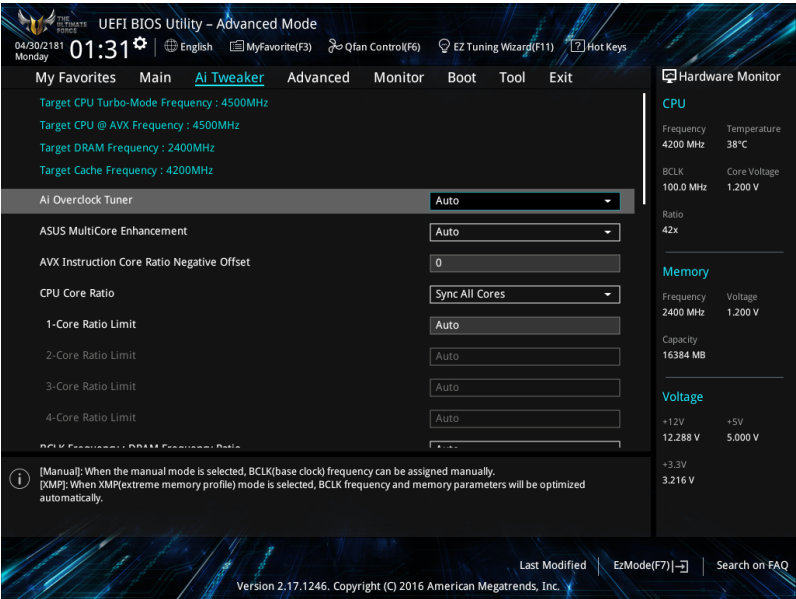 THE ULTIMATE FORCE
UEFI BIOS Utility – Advanced Mode
04/30/2181
Monday
01:31
English
MyFavorite(F3)
Qfan Control(F6)
EZ Tuning Wizard(F11)
? Hot Keys
My Favorites Main Ai Tweaker Advanced Monitor Boot Tool Exit
Target CPU Turbo-Mode Frequency : 4500MHz
Target CPU @ AVX Frequency : 4500MHz
Target DRAM Frequency : 2400MHz
Target Cache Frequency : 4200MHz
Ai Overclock Tuner Auto
ASUS MultiCore Enhancement Auto
AVX Instruction Core Ratio Negative Offset 0
CPU Core Ratio Sync All Cores
1-Core Ratio Limit Auto
2-Core Ratio Limit Auto
3-Core Ratio Limit Auto
4-Core Ratio Limit Auto
BCLK Frequency : DRAM Frequency Ratio Auto
[Manual]: When the manual mode is selected, BCLK(base clock) frequency can be assigned manually.
[XMP]: When XMP(extreme memory profile) mode is selected, BCLK frequency and memory parameters will be optimized
automatically.
Hardware Monitor
CPU
Frequency Temperature
4200 MHz 38°C
BCLK Core Voltage
100.0 MHz 1.200 V
Ratio
42x
Memory
Frequency Voltage
2400 MHz 1.200 V
Capacity
16384 MB
Voltage
+12V +5V
12.288 V 5.000 V
+3.3V
3.216 V
Last Modified
EzMode(F7)
Search on FAQ
Version 2.17.1246. Copyright (C) 2016 American Megatrends, Inc.